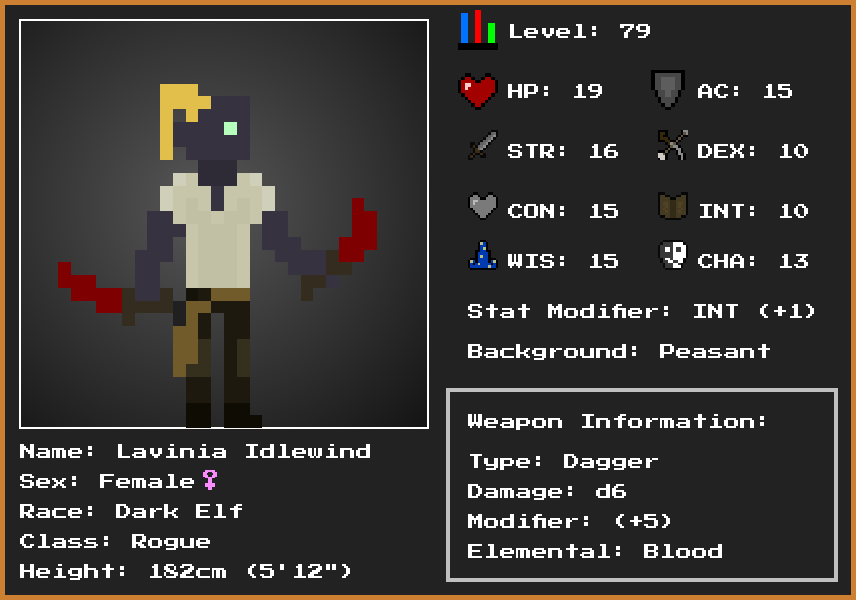 Level: 79
HP: 19
AC: 15
STR: 16
DEX: 10
CON: 15
INT: 10
WIS: 15
CHA: 13
Stat Modifier: INT (+1)
Background: Peasant
Weapon Information:
Type: Dagger
Damage: d6
Modifier: (+5)
Elemental: Blood
Name: Lavinia Idlewind
Sex: Female♀
Race: Dark Elf
Class: Rogue
Height: 182cm (5'12")